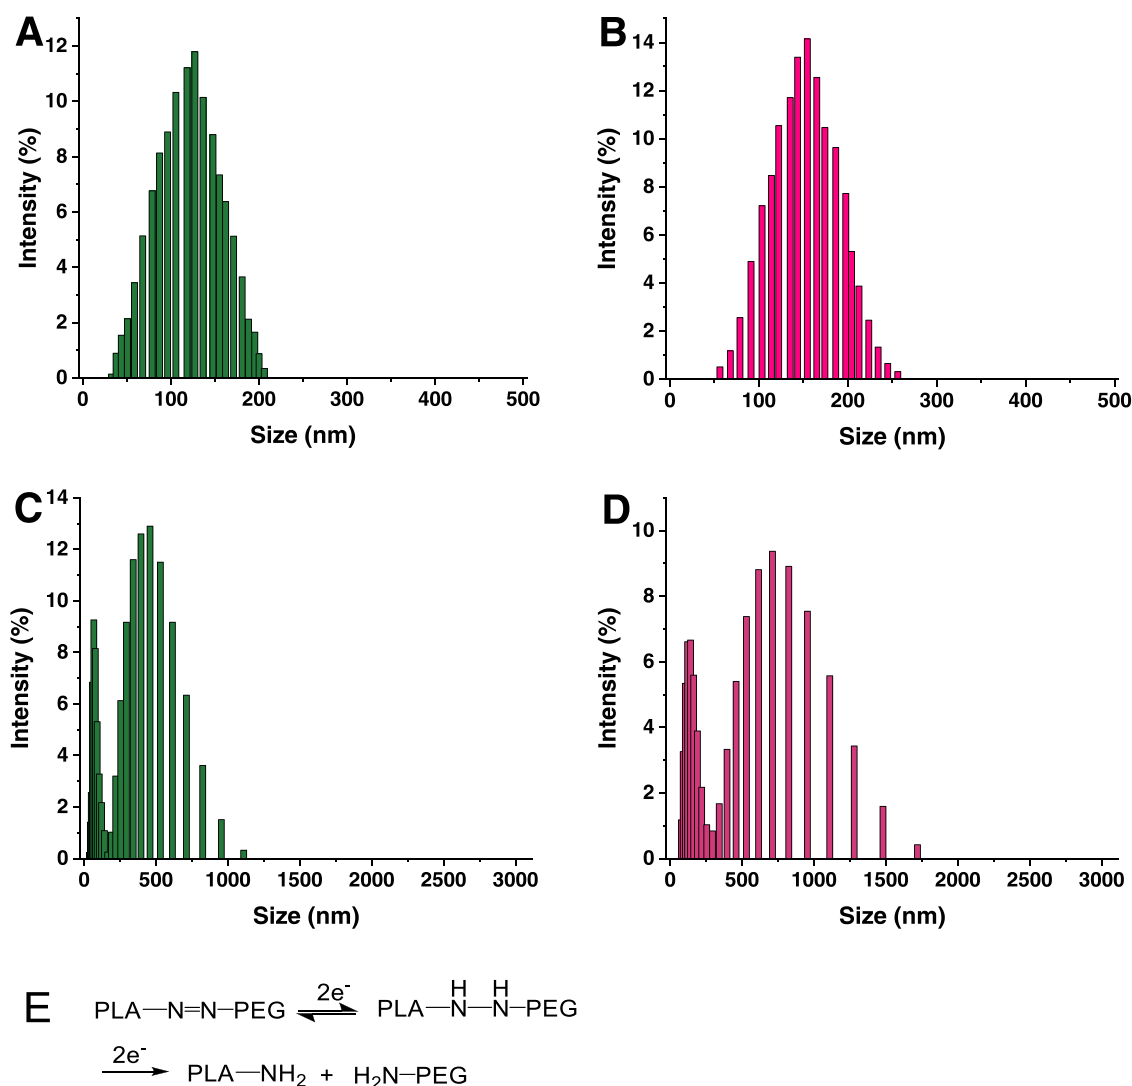 A
12
10
8
6
4
2
0
Intensity (%)
0 100 200 300 400 500
Size (nm)
B
14
12
10
8
6
4
2
0
Intensity (%)
0 100 200 300 400 500
Size (nm)
C
14
12
10
8
6
4
2
0
Intensity (%)
0 500 1000 1500 2000 2500 3000
Size (nm)
D
10
8
6
4
2
0
Intensity (%)
0 500 1000 1500 2000 2500 3000
Size (nm)
E
H H
PLA—N=N—PEG 2e⁻ PLA—N—N—PEG
2e⁻ PLA—NH₂ + H₂N—PEG